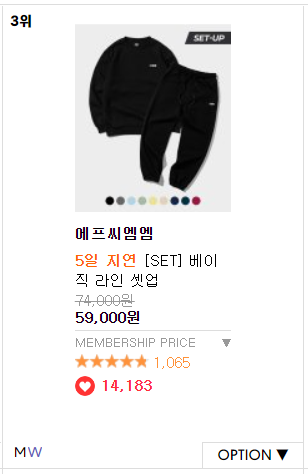 3위
SET-UP
에프씨엠엠
5일 지연 [SET] 베이
직 라인 셋업
74,000원
59,000원
MEMBERSHIP PRICE ▼
★★★★★ 1,065
14,183
MW
OPTION ▼